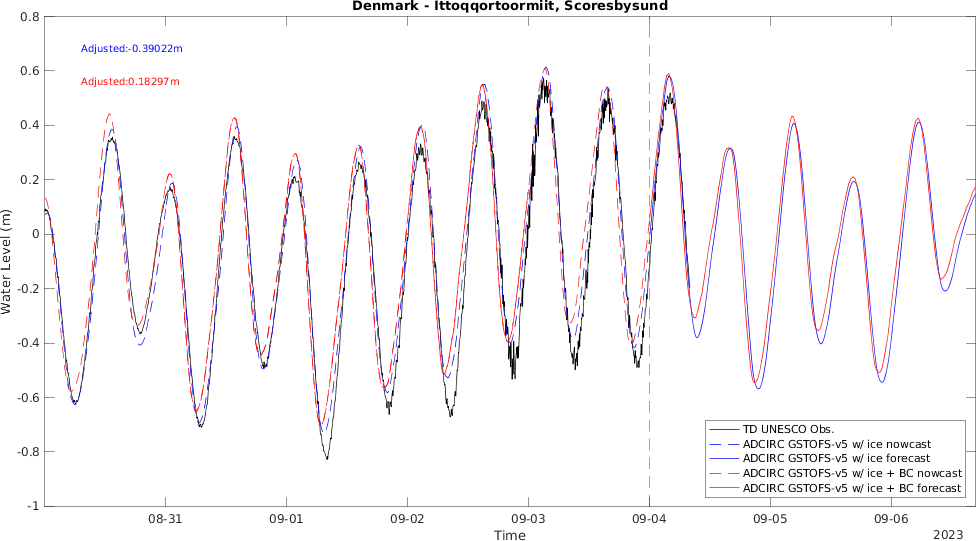 Denmark - Ittoqqortoormiit, Scoresbysund
Adjusted:-0.39022m
Adjusted:0.18297m
Water Level (m)
0.8
0.6
0.4
0.2
0
-0.2
-0.4
-0.6
-0.8
-1
TD UNESCO Obs.
ADCIRC GSTOFS-v5 w/ ice nowcast
ADCIRC GSTOFS-v5 w/ ice forecast
ADCIRC GSTOFS-v5 w/ ice + BC nowcast
ADCIRC GSTOFS-v5 w/ ice + BC forecast
08-31 09-01 09-02 09-03 09-04 09-05 09-06
Time
2023